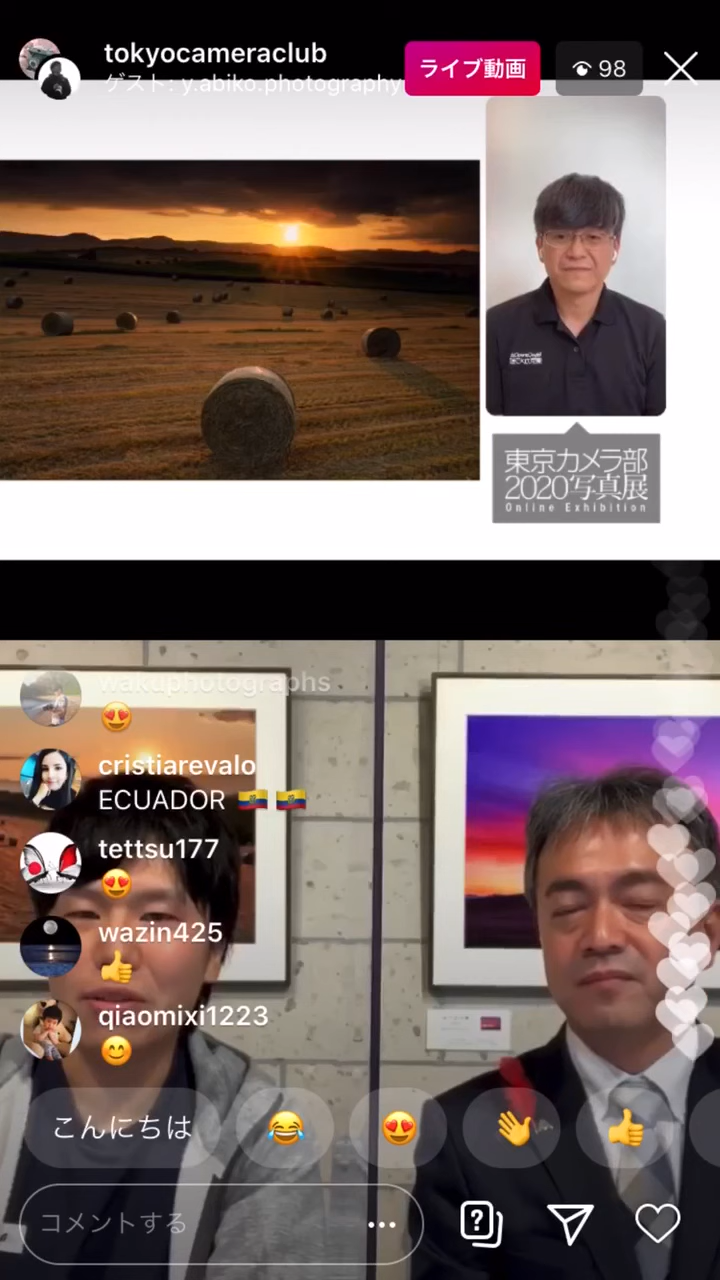 tokyocameraclub
ゲスト: y.abiko.photography
ライブ動画
98
東京カメラ部
2020写真展
Online Exhibition
wakuphotographs
😍
cristiarevalo
ECUADOR 🇪🇨 🇪🇨
tettsu177
😍
wazin425
👍
qiaomixi1223
😊
こんにちは 😂 😍 👋 👍
コメントする